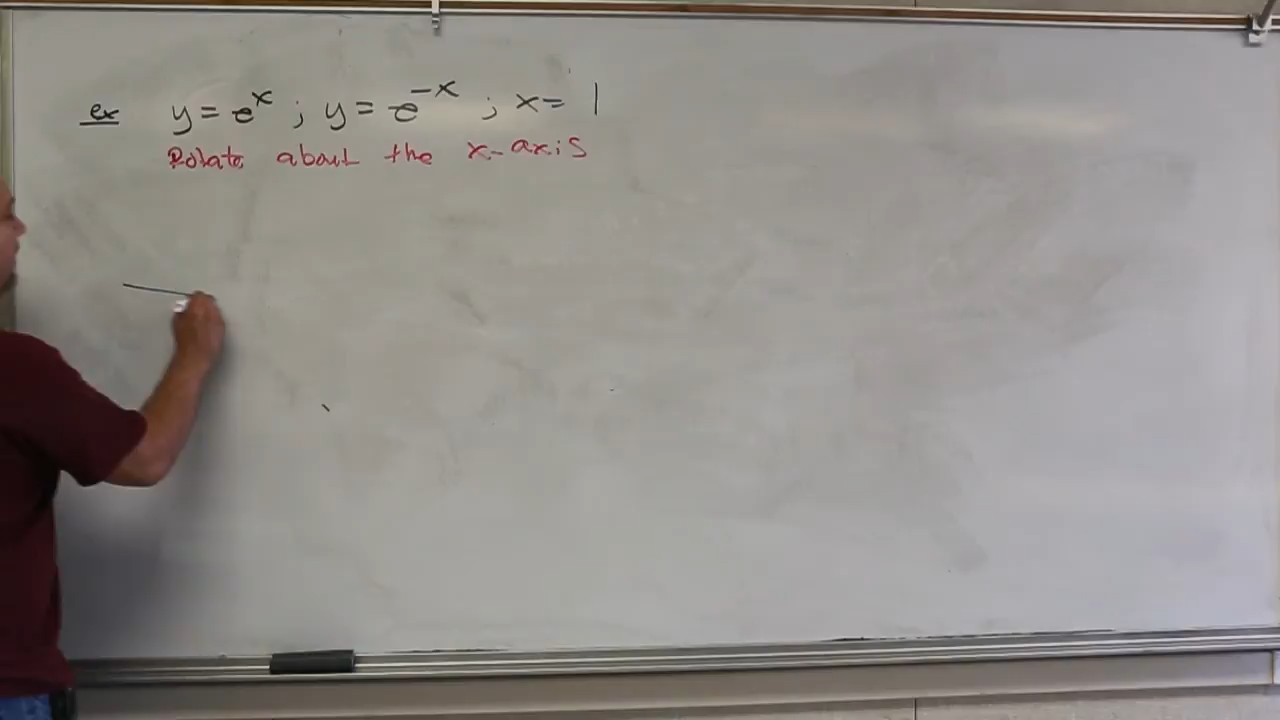 ex y = e^x ; y = e^-x ; x = 1
Rotate about the x-axis